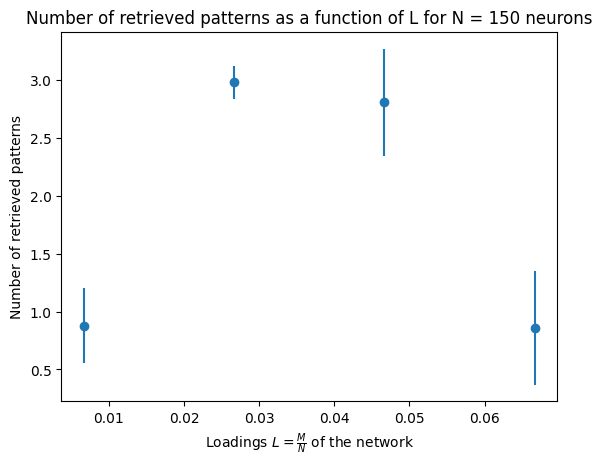 Number of retrieved patterns as a function of L for N = 150 neurons
Number of retrieved patterns
3.0
2.5
2.0
1.5
1.0
0.5
0.01 0.02 0.03 0.04 0.05 0.06
Loadings $L = \frac{M}{N}$ of the network